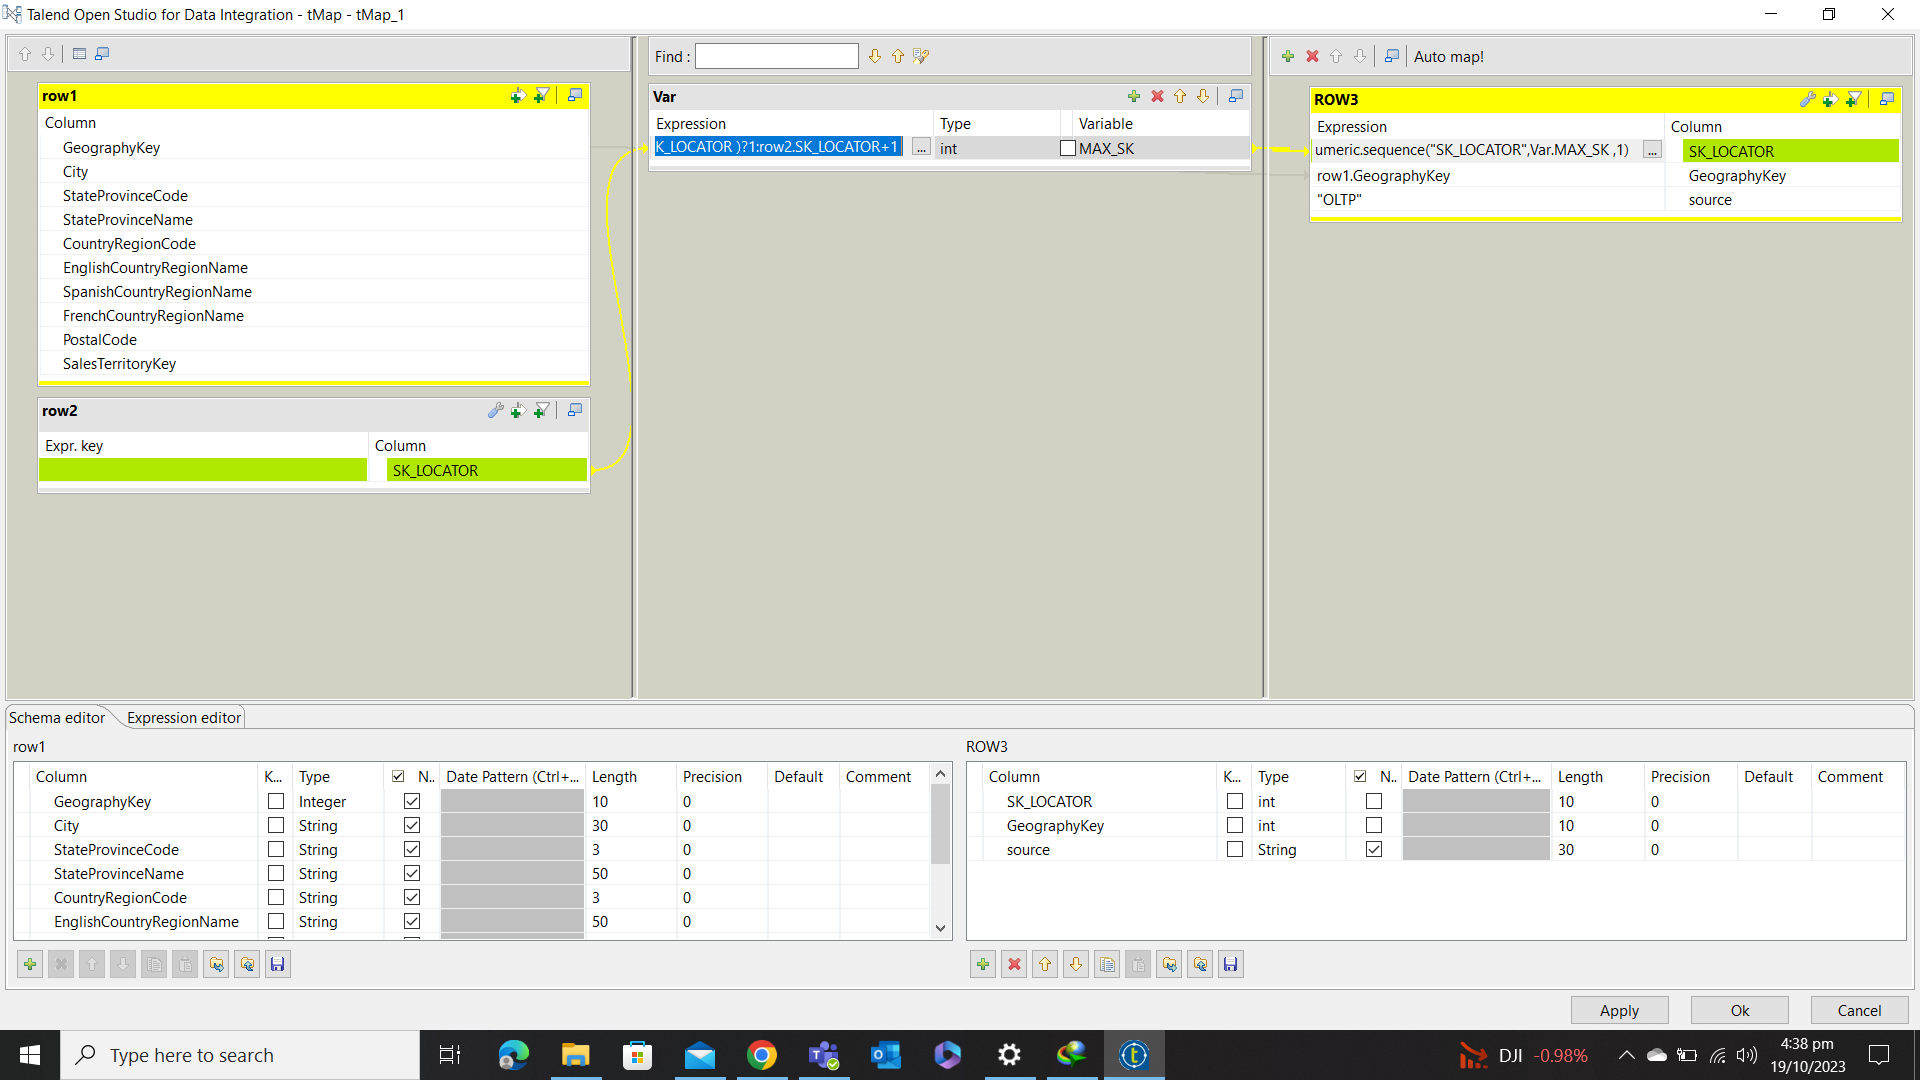 Talend Open Studio for Data Integration - tMap - tMap_1
row1
Column
GeographyKey
City
StateProvinceCode
StateProvinceName
CountryRegionCode
EnglishCountryRegionName
SpanishCountryRegionName
FrenchCountryRegionName
PostalCode
SalesTerritoryKey
row2
Expr. key Column
SK_LOCATOR
Find :
Var
Expression Type Variable
K_LOCATOR )?1:row2.SK_LOCATOR+1 ... int MAX_SK
Auto map!
ROW3
Expression Column
umeric.sequence("SK_LOCATOR",Var.MAX_SK ,1) ... SK_LOCATOR
row1.GeographyKey GeographyKey
"OLTP" source
Schema editor Expression editor
row1
Column K... Type N.. Date Pattern (Ctrl+... Length Precision Default Comment
GeographyKey Integer 10 0
City String 30 0
StateProvinceCode String 3 0
StateProvinceName String 50 0
CountryRegionCode String 3 0
EnglishCountryRegionName String 50 0
ROW3
Column K... Type N.. Date Pattern (Ctrl+... Length Precision Default Comment
SK_LOCATOR int 10 0
GeographyKey int 10 0
source String 30 0
Apply Ok Cancel
Type here to search
DJI -0.98%
4:38 pm
19/10/2023